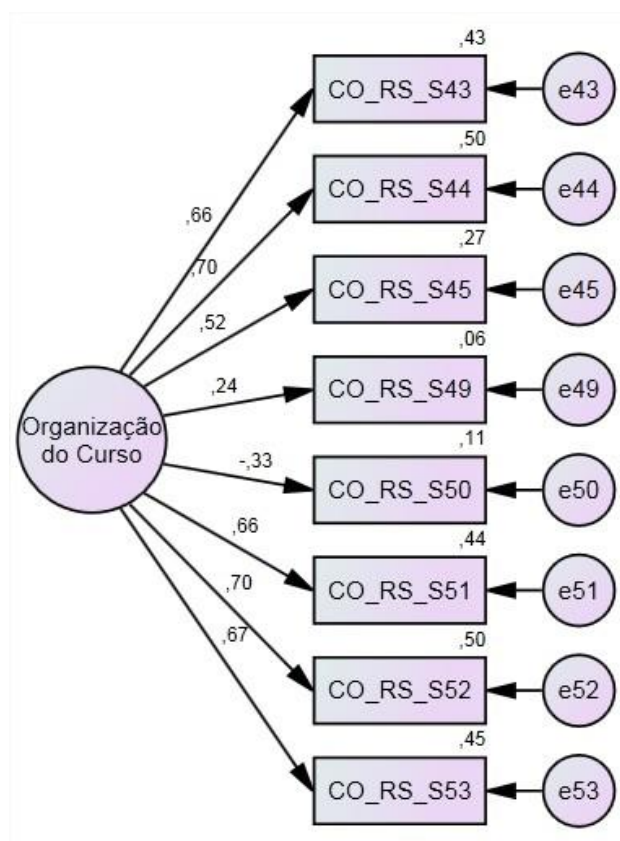 ,43
CO_RS_S43
e43
,50
,66
CO_RS_S44
e44
,70
,27
CO_RS_S45
e45
,52
,06
,24
CO_RS_S49
e49
Organização
do Curso
,11
-,33
CO_RS_S50
e50
,44
,66
CO_RS_S51
e51
,70
,50
,67
CO_RS_S52
e52
,45
CO_RS_S53
e53